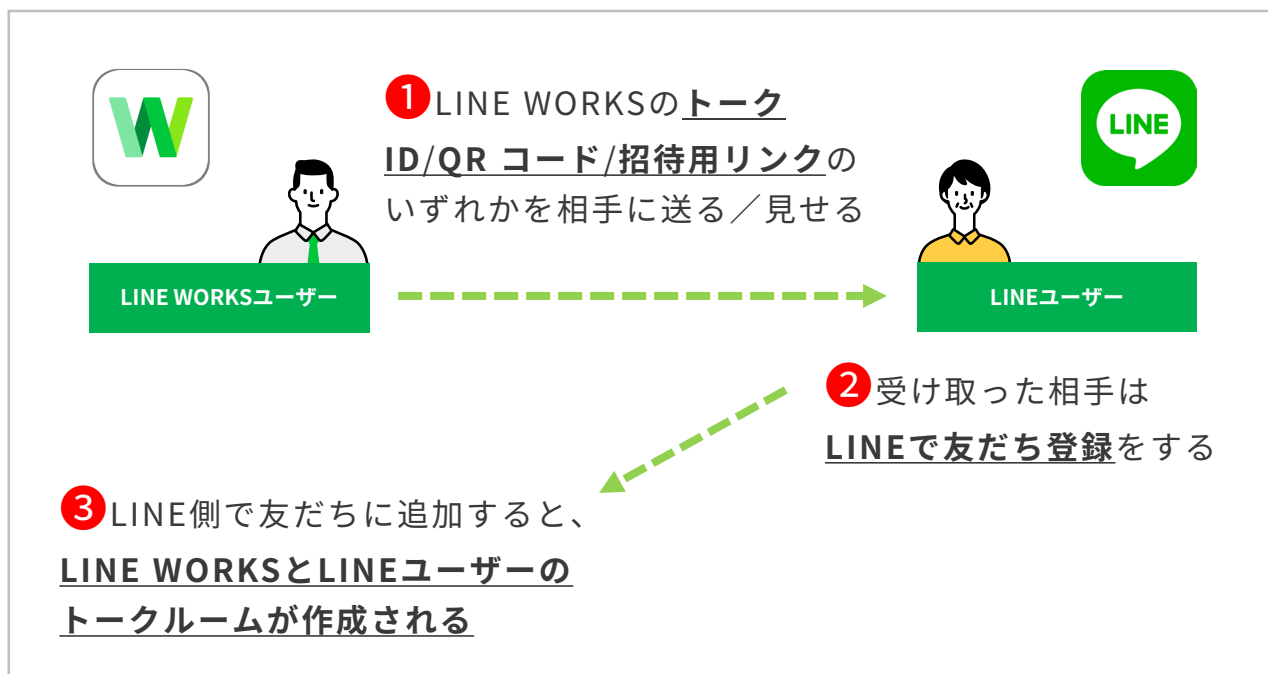 ❶LINE WORKSのトーク
ID/QR コード/招待用リンクの
いずれかを相手に送る／見せる
LINE
LINE WORKSユーザー
LINEユーザー
❷受け取った相手は
LINEで友だち登録をする
❸LINE側で友だちに追加すると、
LINE WORKSとLINEユーザーの
トークルームが作成される